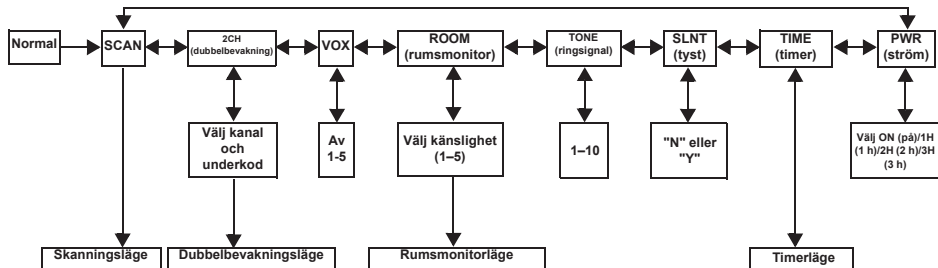 Normal
SCAN
2CH
(dubbelbevakning)
VOX
ROOM
(rumsmonitor)
TONE
(ringsignal)
SLNT
(tyst)
TIME
(timer)
PWR
(ström)
Välj kanal
och
underkod
Av
1-5
Välj känslighet
(1–5)
1–10
"N" eller
"Y"
Välj ON (på)/1H
(1 h)/2H (2 h)/3H
(3 h)
Skanningsläge
Dubbelbevakningsläge
Rumsmonitorläge
Timerläge